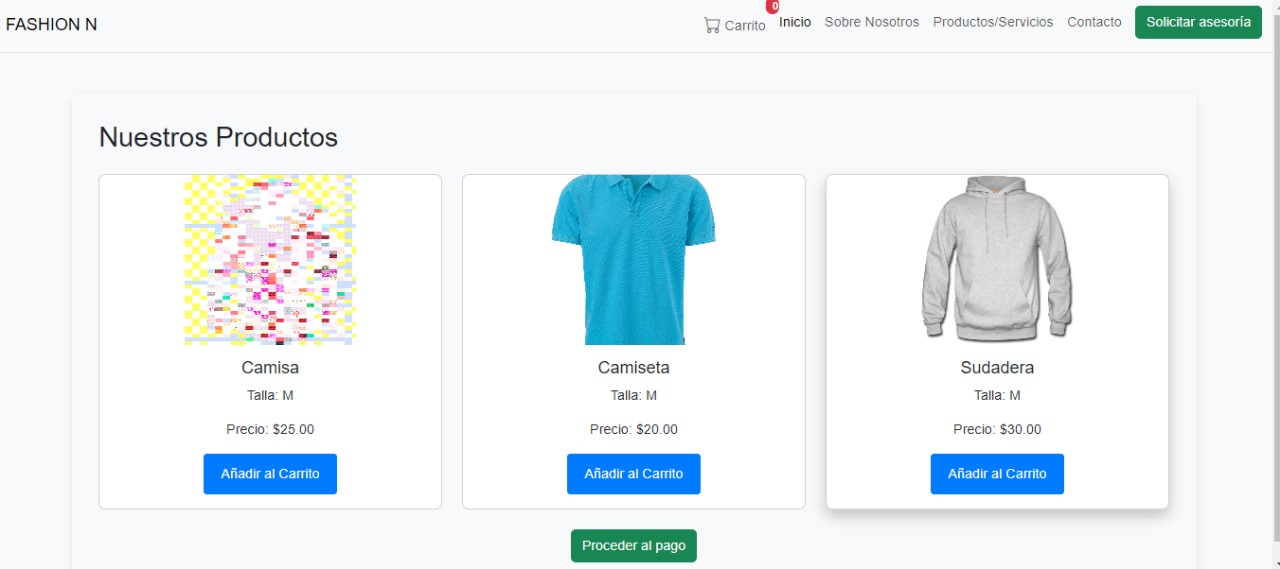 FASHION N
0
Carrito
Inicio
Sobre Nosotros
Productos/Servicios
Contacto
Solicitar asesoría
Nuestros Productos
Camisa
Talla: M
Precio: $25.00
Añadir al Carrito
Camiseta
Talla: M
Precio: $20.00
Añadir al Carrito
Sudadera
Talla: M
Precio: $30.00
Añadir al Carrito
Proceder al pago